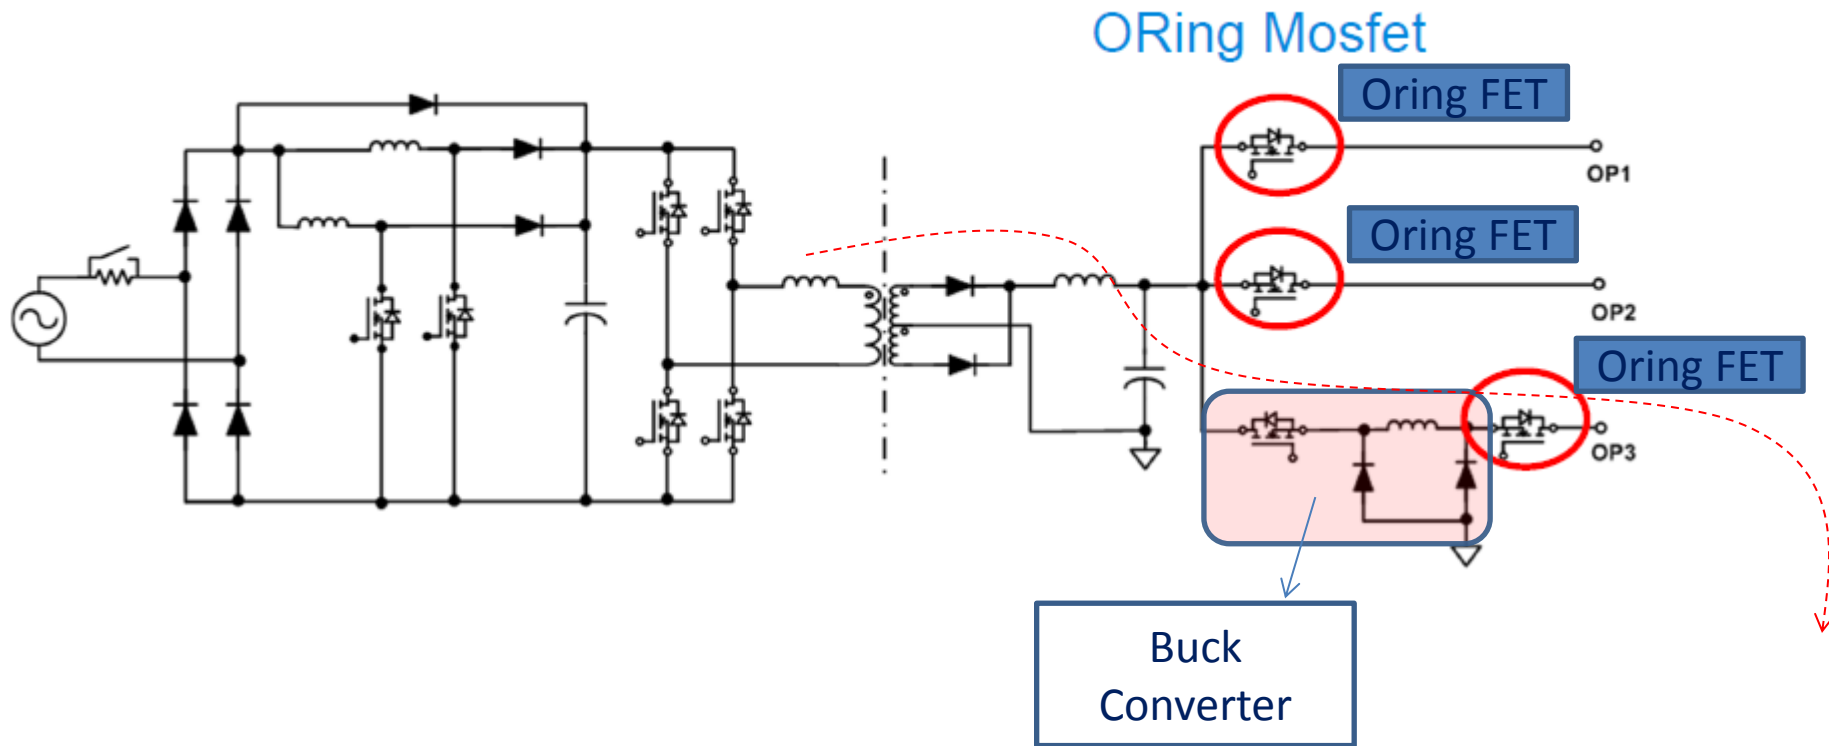 ORing Mosfet
Oring FET
OP1
Oring FET
OP2
Oring FET
OP3
Buck
Converter